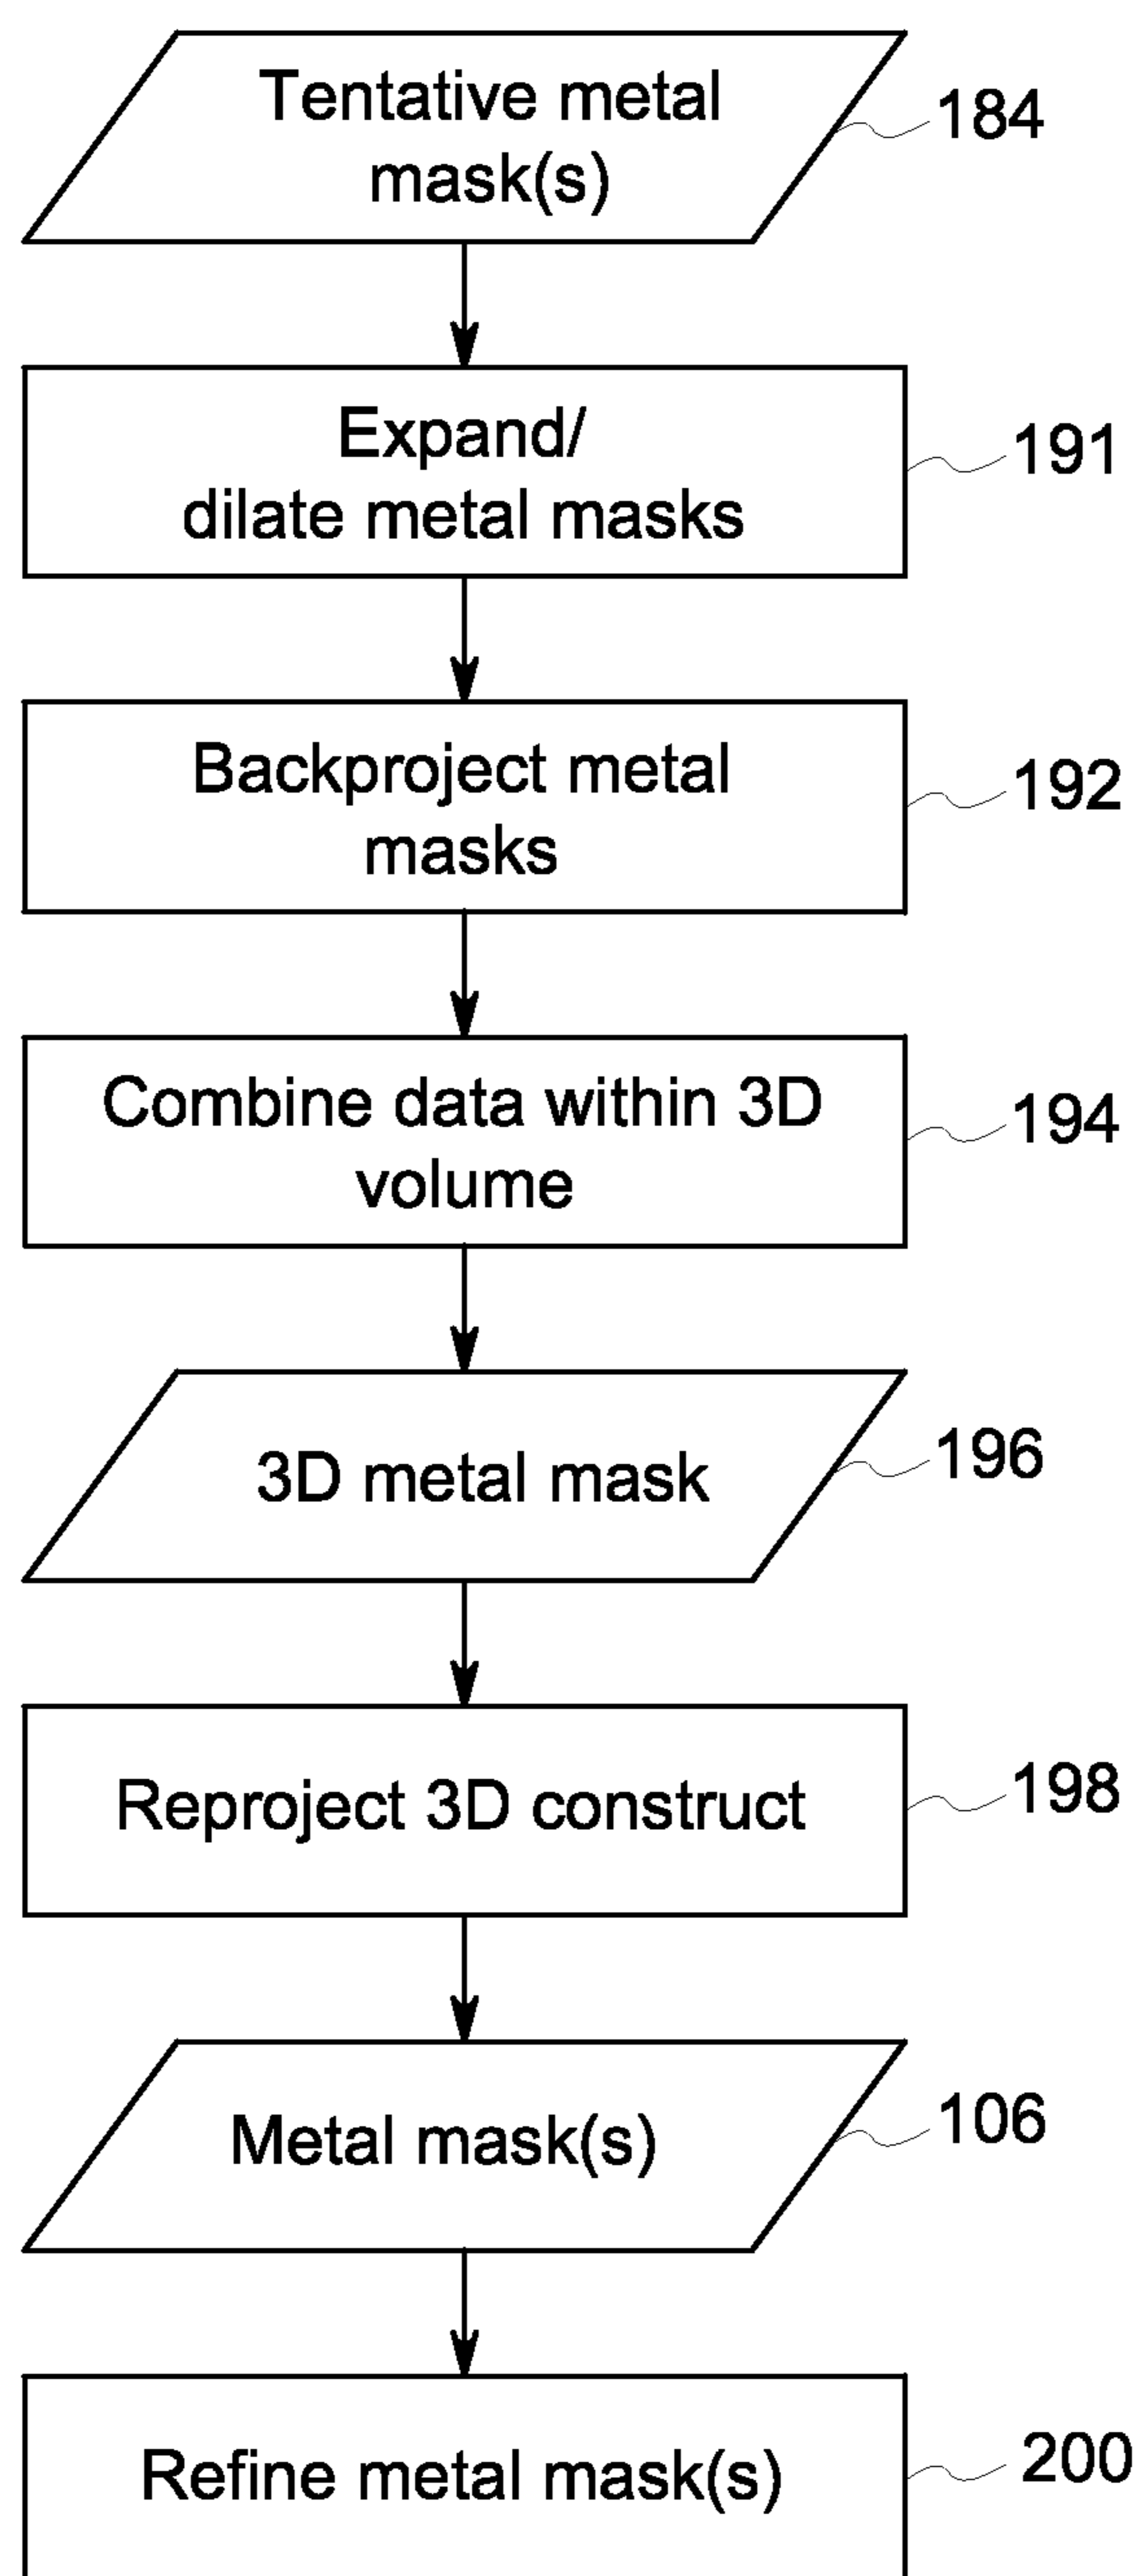 Tentative metal
mask(s)
184
Expand/
dilate metal masks
191
Backproject metal
masks
192
Combine data within 3D
volume
194
3D metal mask
196
Reproject 3D construct
198
Metal mask(s)
106
Refine metal mask(s)
200